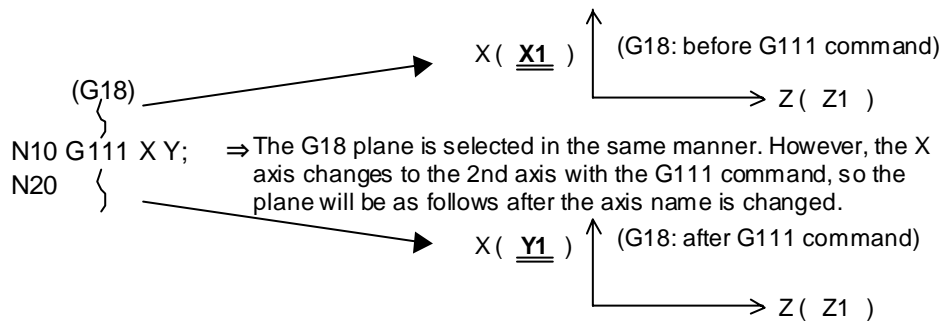 X ( X1 ) (G18: before G111 command)
Z ( Z1 )
(G18)
N10 G111 X Y; ⇒ The G18 plane is selected in the same manner. However, the X
axis changes to the 2nd axis with the G111 command, so the
N20 plane will be as follows after the axis name is changed.
X ( Y1 ) (G18: after G111 command)
Z ( Z1 )